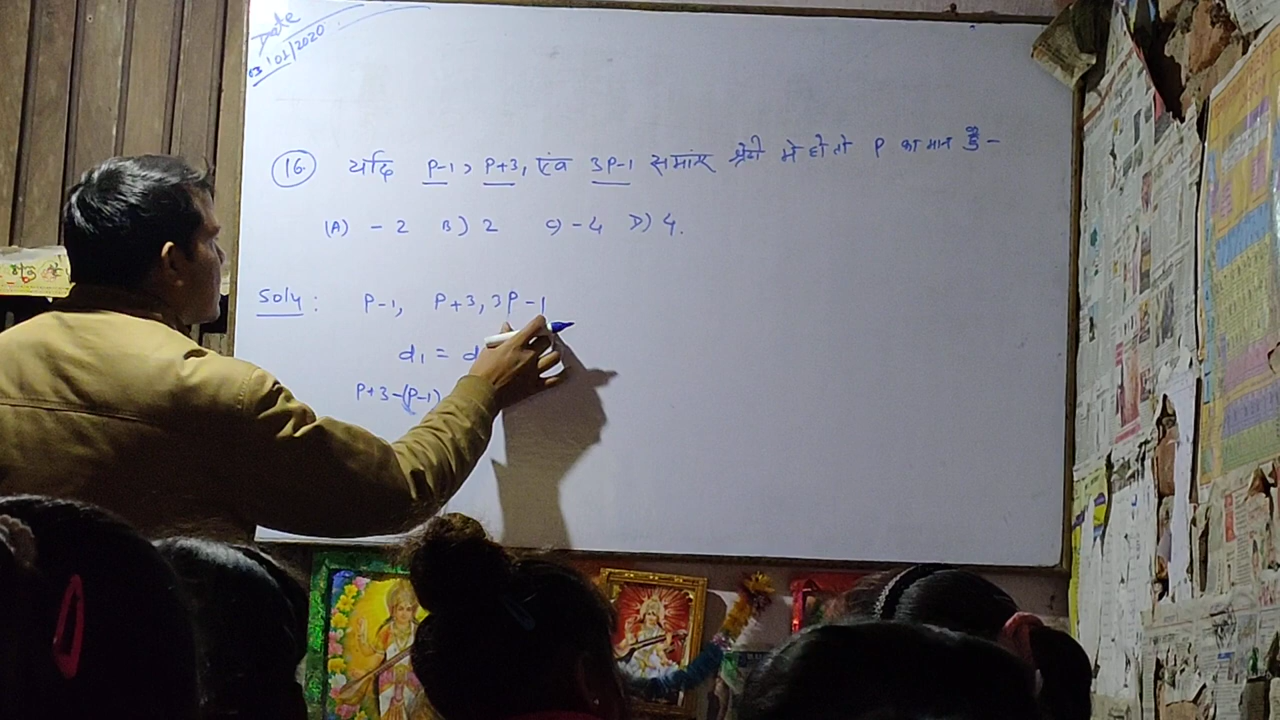 Date
03/01/2020
16. यदि P-1, P+3, एवं 3P-1 समांतर श्रेढी मे हो तो P का मान है -
(A) -2 B) 2 C) -4 D) 4.
Soln: P-1, P+3, 3P-1
d₁ = d
P+3-(P-1)